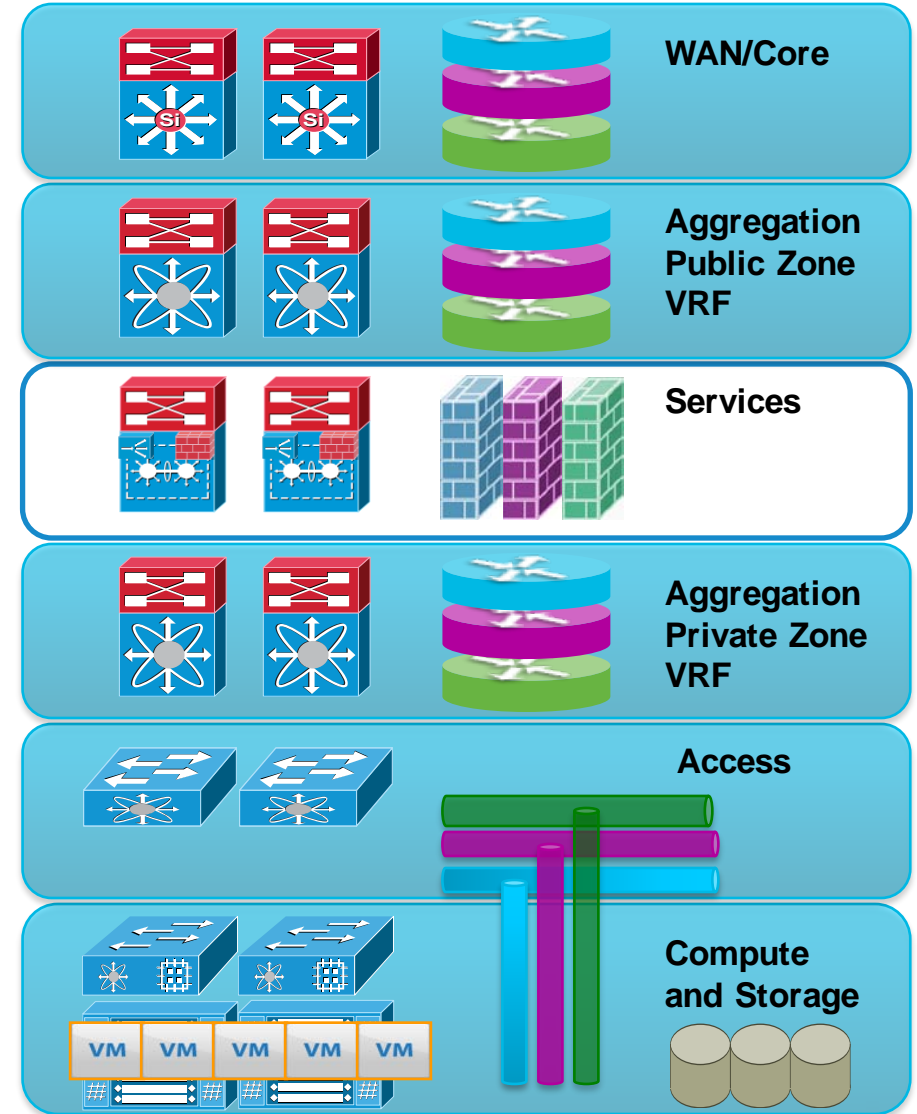 WAN/Core
Si
Si
Aggregation
Public Zone
VRF
Services
Aggregation
Private Zone
VRF
Access
Compute
and Storage
VM
VM
VM
VM
VM